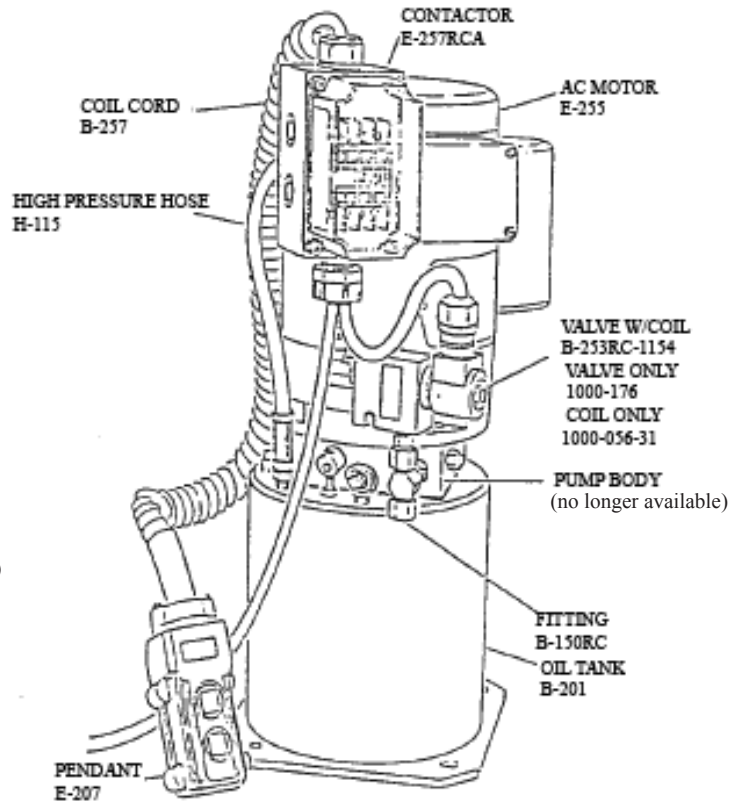 CONTACTOR
E-257RCA
AC MOTOR
E-255
COIL CORD
B-257
HIGH PRESSURE HOSE
H-115
VALVE W/COIL
B-253RC-1154
VALVE ONLY
1000-176
COIL ONLY
1000-056-31
PUMP BODY
(no longer available)
FITTING
B-150RC
OIL TANK
B-201
PENDANT
E-207